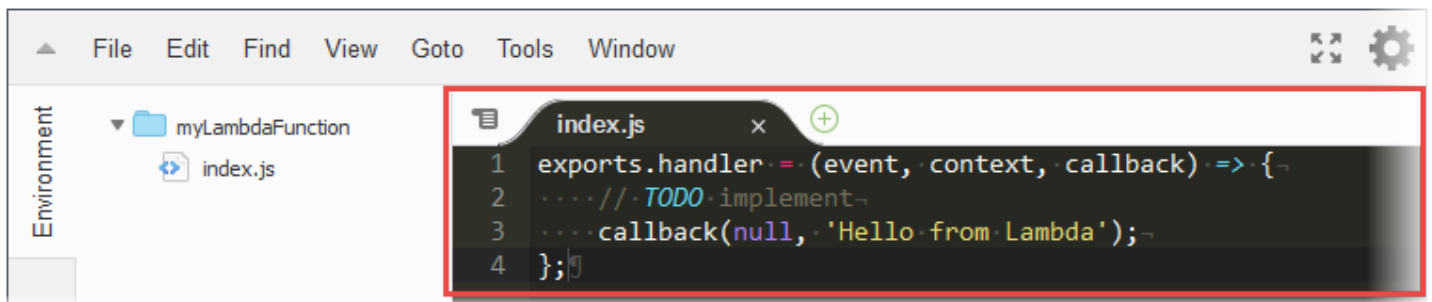 File Edit Find View Goto Tools Window
Environment
myLambdaFunction
index.js
index.js
1 exports.handler = (event, context, callback) => {
2     // TODO implement
3     callback(null, 'Hello from Lambda');
4 };